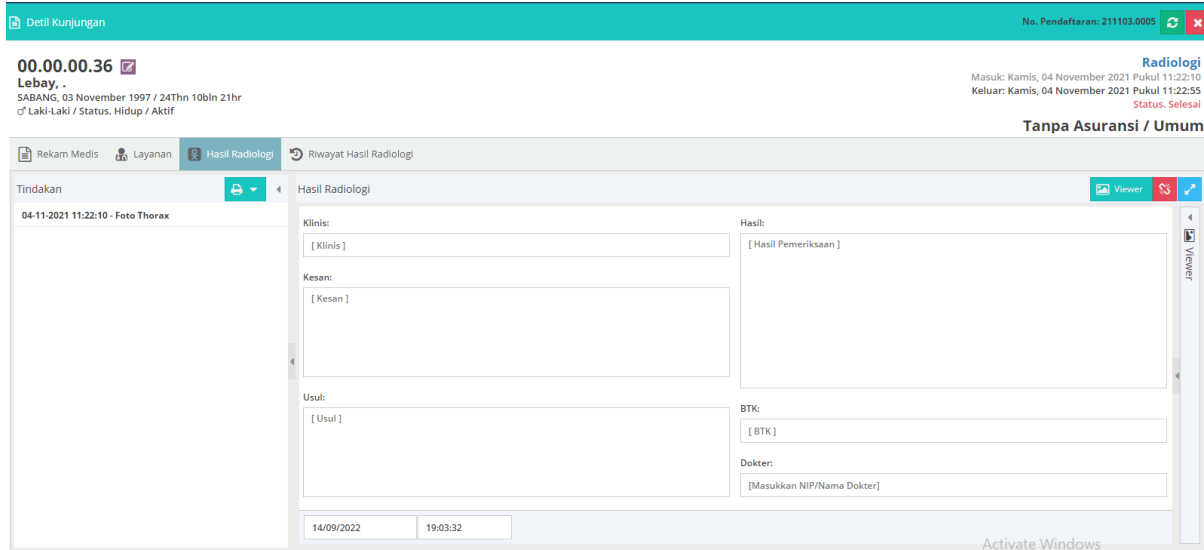 Detil Kunjungan
No. Pendaftaran: 211103.0005
00.00.00.36
Lebay, .
SABANG, 03 November 1997 / 24Thn 10bln 21hr
Laki-Laki / Status. Hidup / Aktif
Radiologi
Masuk: Kamis, 04 November 2021 Pukul 11:22:10
Keluar: Kamis, 04 November 2021 Pukul 11:22:55
Status. Selesai
Tanpa Asuransi / Umum
Rekam Medis
Layanan
Hasil Radiologi
Riwayat Hasil Radiologi
Tindakan
04-11-2021 11:22:10 - Foto Thorax
Hasil Radiologi
Viewer
Klinis:
[ Klinis ]
Kesan:
[ Kesan ]
Usul:
[ Usul ]
Hasil:
[ Hasil Pemeriksaan ]
BTK:
[ BTK ]
Dokter:
[Masukkan NIP/Nama Dokter]
Viewer
14/09/2022
19:03:32
Activate Windows